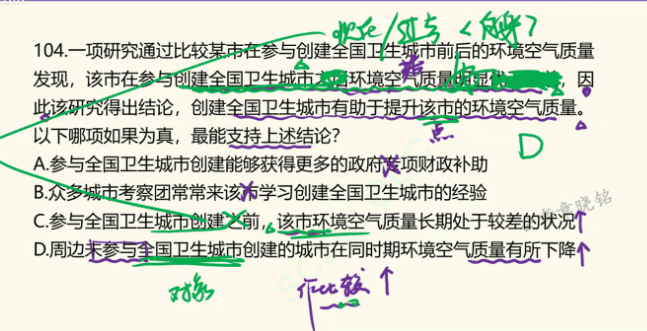 104.一项研究通过比较某市在参与创建全国卫生城市前后的环境空气质量
发现，该市在参与创建全国卫生城市之后环境空气质量明显优 ，因
此该研究得出结论，创建全国卫生城市有助于提升该市的环境空气质量。
点
以下哪项如果为真，最能支持上述结论？
D
A.参与全国卫生城市创建能够获得更多的政府专项财政补助
B.众多城市考察团常常来该市学习创建全国卫生城市的经验
C.参与全国卫生城市创建之前，该市环境空气质量长期处于较差的状况
章晓铭
D.周边未参与全国卫生城市创建的城市在同时期环境空气质量有所下降
对象
作比较